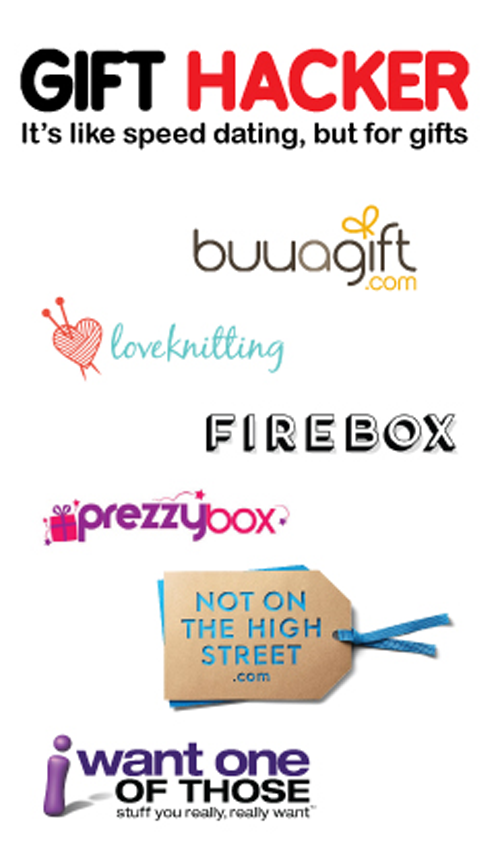 GIFT HACKER
It's like speed dating, but for gifts
buuagift
.com
loveknitting
FIREBOX
prezzybox
NOT ON
THE HIGH
STREET
.com
i want one
OF THOSE
stuff you really, really want™